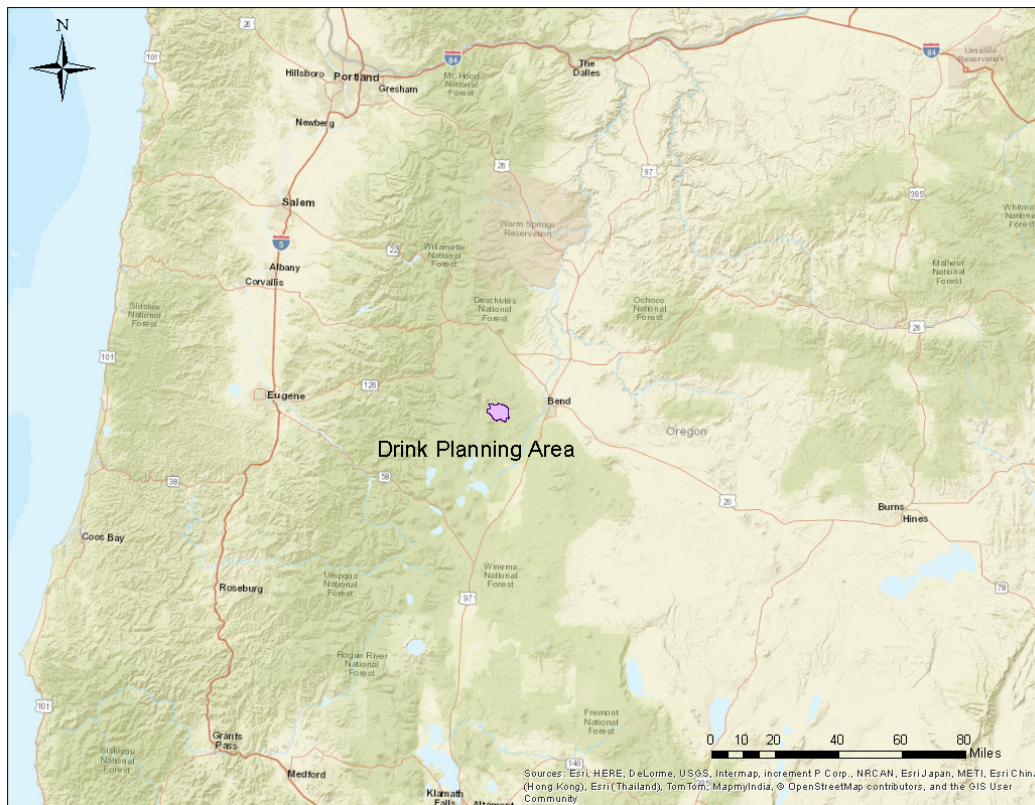 N
26
84
101
Hillsboro
Portland
Gresham
Mt. Hood
National
Forest
The
Dalles
84
Umatilla
Reservation
Newberg
26
97
395
Whitman
National
Forest
Salem
Warm Springs
Reservation
5
22
Willamette
National
Forest
Albany
Corvallis
Malheur
National
Forest
Siuslaw
National
Forest
Deschutes
National
Forest
Ochoco
National
Forest
26
101
126
Eugene
Bend
Oregon
Drink Planning Area
58
38
20
Burns
Hines
Coos Bay
Umpqua
National
Forest
Winema
National
Forest
Roseburg
97
78
Rogue River
National
Forest
101
Fremont
National
Forest
Grants
Pass
Siskiyou
National
Forest
0 10 20 40 60 80
Miles
Medford
140
395
Klamath
Falls
Altamont
Sources: Esri, HERE, DeLorme, USGS, Intermap, increment P Corp., NRCAN, Esri Japan, METI, Esri China
(Hong Kong), Esri (Thailand), TomTom, MapmyIndia, © OpenStreetMap contributors, and the GIS User
Community